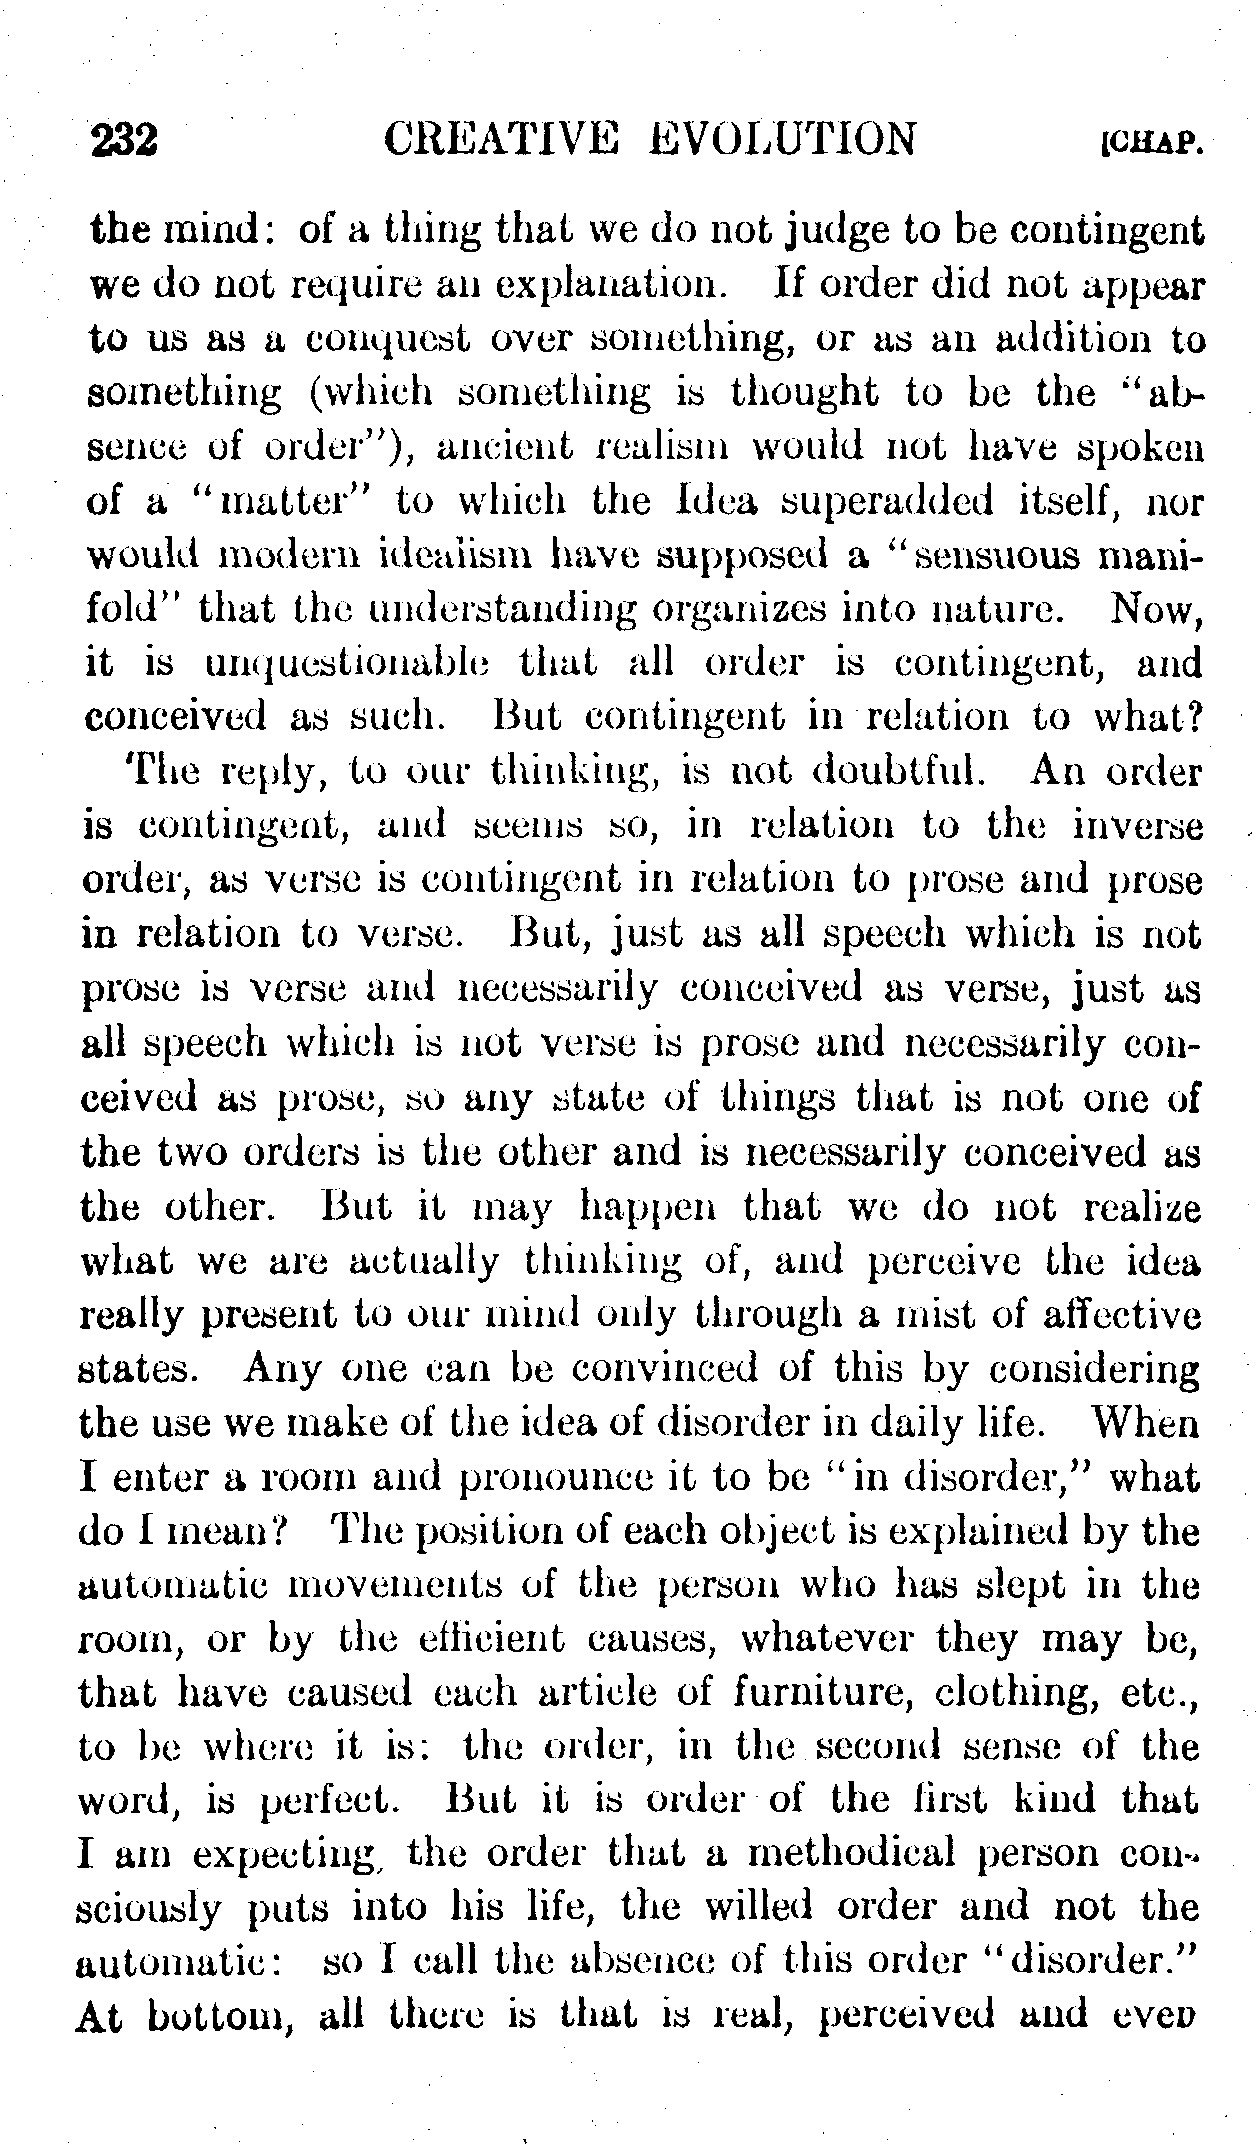 232 CREATIVE EVOLUTION [CHAP.
the mind: of a thing that we do not judge to be contingent
we do not require an explanation. If order did not appear
to us as a conquest over something, or as an addition to
something (which something is thought to be the "ab-
sence of order"), ancient realism would not have spoken
of a "matter" to which the Idea superadded itself, nor
would modern idealism have supposed a "sensuous mani-
fold" that the understanding organizes into nature. Now,
it is unquestionable that all order is contingent, and
conceived as such. But contingent in relation to what?
The reply, to our thinking, is not doubtful. An order
is contingent, and seems so, in relation to the inverse
order, as verse is contingent in relation to prose and prose
in relation to verse. But, just as all speech which is not
prose is verse and necessarily conceived as verse, just as
all speech which is not verse is prose and necessarily con-
ceived as prose, so any state of things that is not one of
the two orders is the other and is necessarily conceived as
the other. But it may happen that we do not realize
what we are actually thinking of, and perceive the idea
really present to our mind only through a mist of affective
states. Any one can be convinced of this by considering
the use we make of the idea of disorder in daily life. When
I enter a room and pronounce it to be "in disorder," what
do I mean? The position of each object is explained by the
automatic movements of the person who has slept in the
room, or by the efficient causes, whatever they may be,
that have caused each article of furniture, clothing, etc.,
to be where it is: the order, in the second sense of the
word, is perfect. But it is order of the first kind that
I am expecting, the order that a methodical person con-
sciously puts into his life, the willed order and not the
automatic: so I call the absence of this order "disorder."
At bottom, all there is that is real, perceived and even